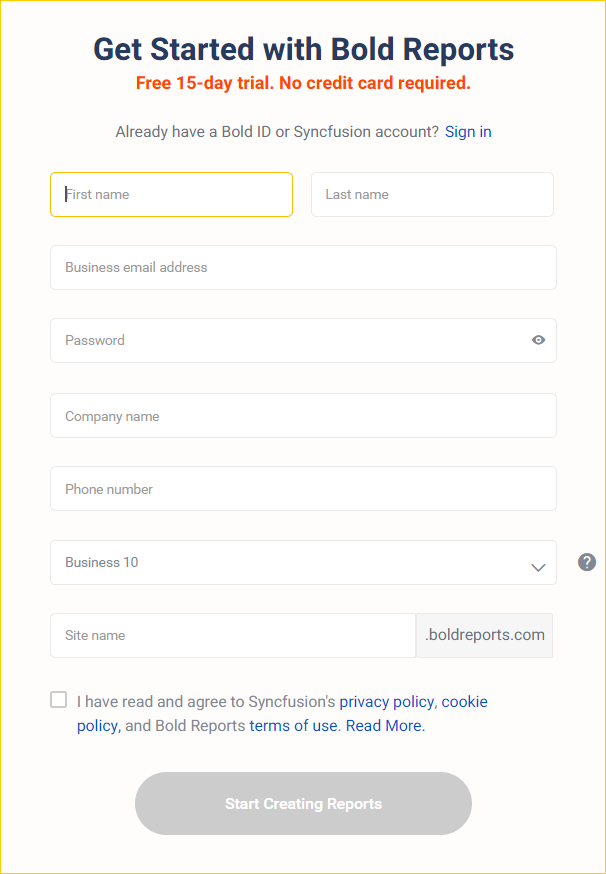 Get Started with Bold Reports
Free 15-day trial. No credit card required.
Already have a Bold ID or Syncfusion account? Sign in
First name
Last name
Business email address
Password
Company name
Phone number
Business 10
?
Site name
.boldreports.com
I have read and agree to Syncfusion's privacy policy, cookie
policy, and Bold Reports terms of use. Read More.
Start Creating Reports